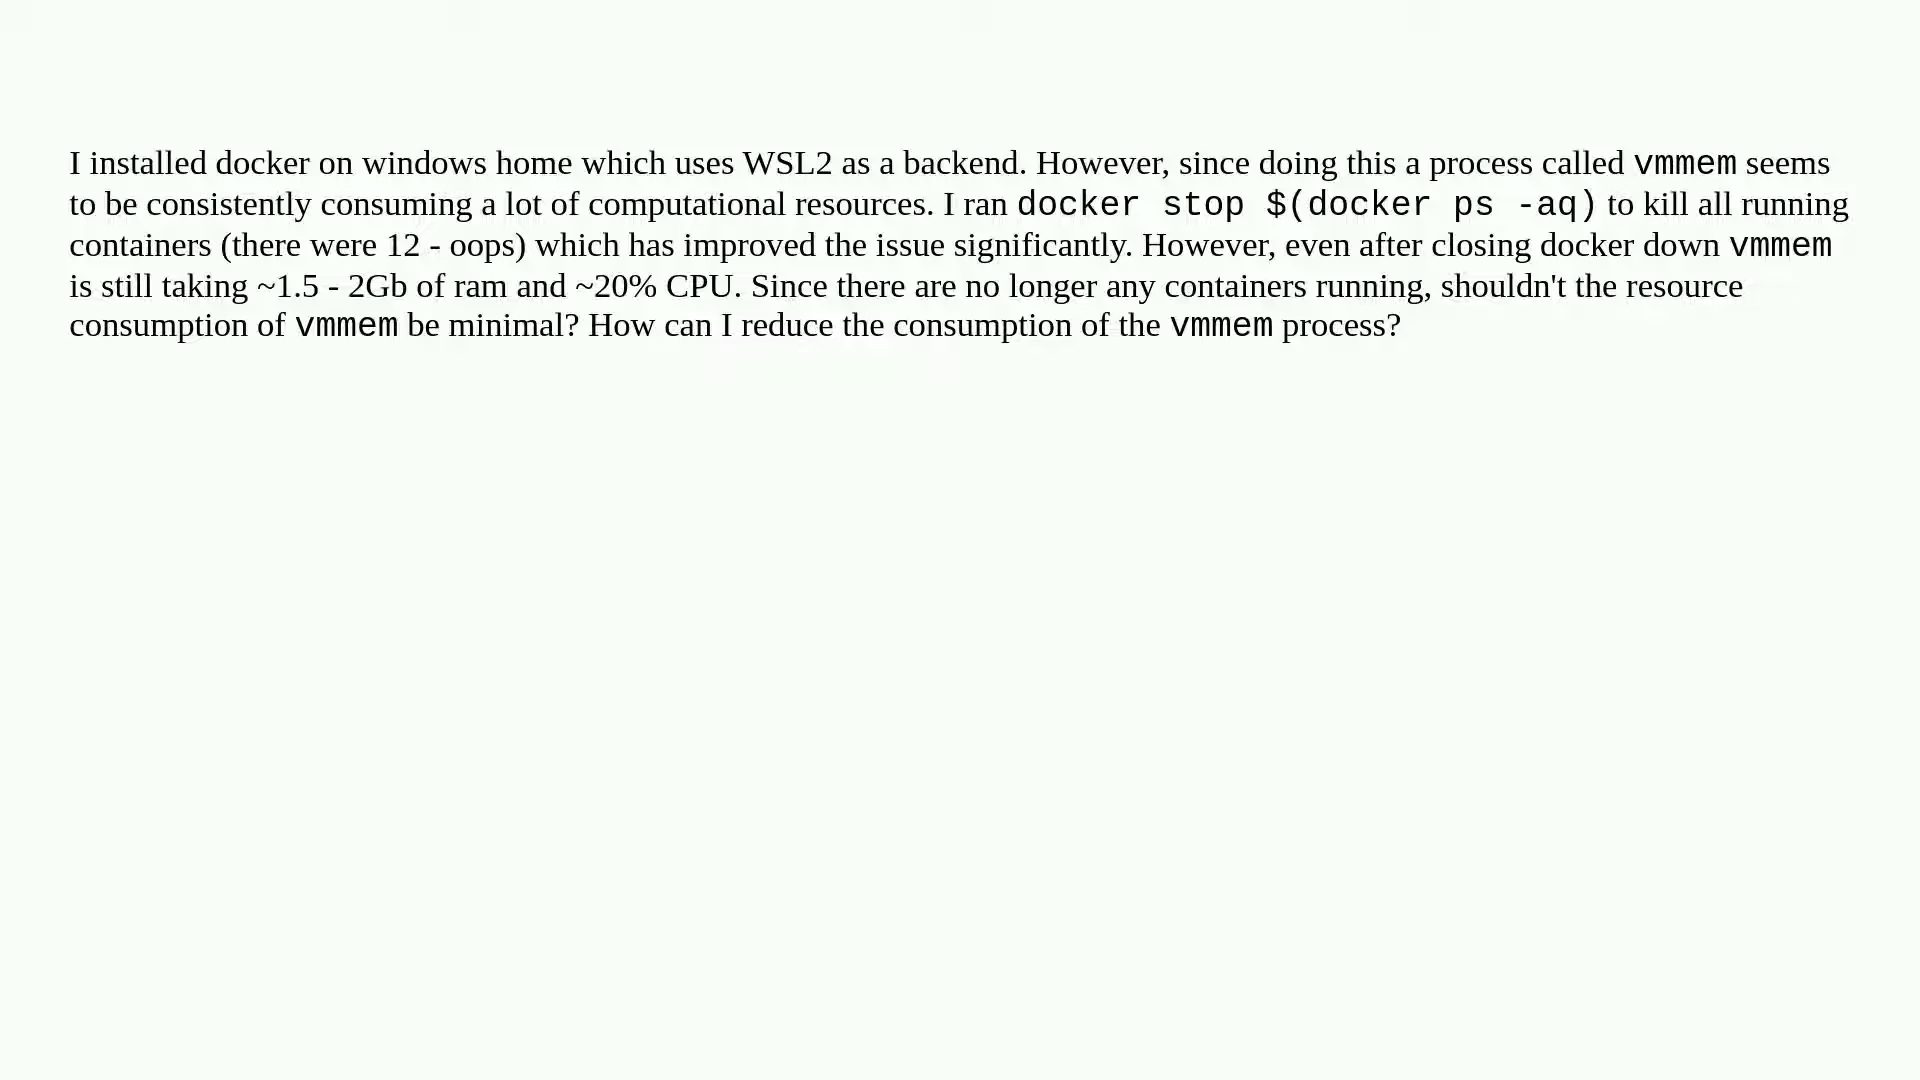 I installed docker on windows home which uses WSL2 as a backend. However, since doing this a process called vmmem seems
to be consistently consuming a lot of computational resources. I ran docker stop $(docker ps -aq) to kill all running
containers (there were 12 - oops) which has improved the issue significantly. However, even after closing docker down vmmem
is still taking ~1.5 - 2Gb of ram and ~20% CPU. Since there are no longer any containers running, shouldn't the resource
consumption of vmmem be minimal? How can I reduce the consumption of the vmmem process?